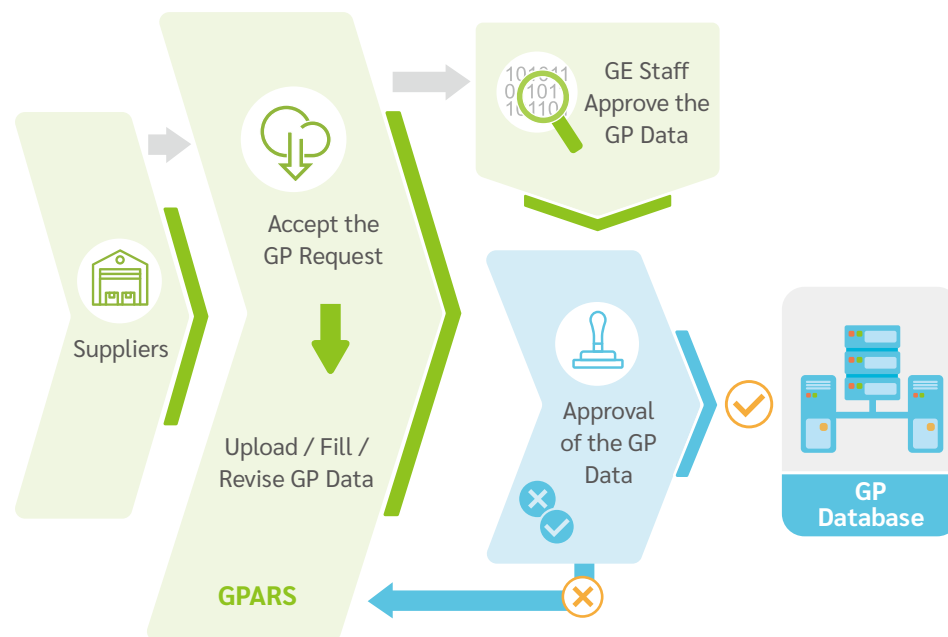 Suppliers
Accept the
GP Request
Upload / Fill /
Revise GP Data
GPARS
GE Staff
Approve the
GP Data
Approval
of the GP
Data
GP
Database